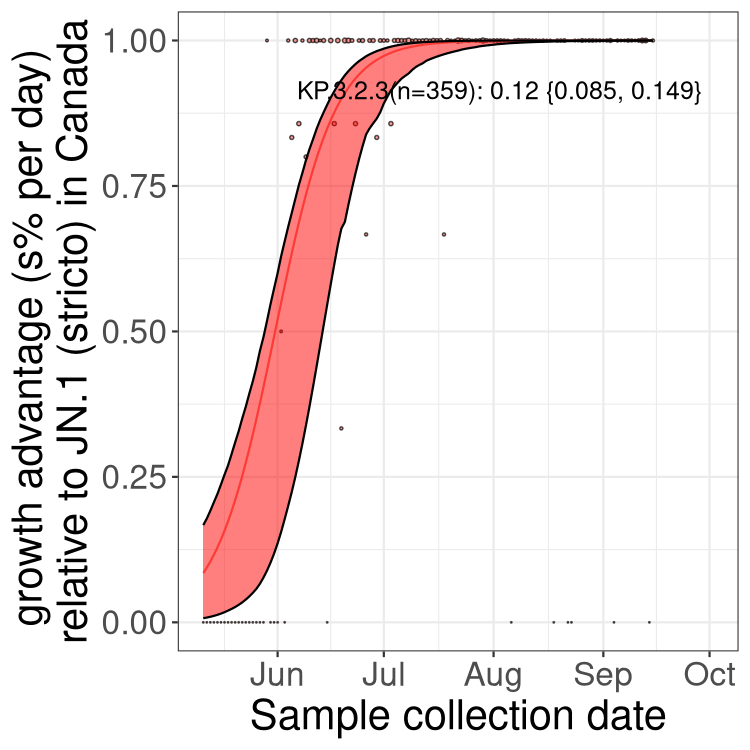 growth advantage (s% per day)
relative to JN.1 (stricto) in Canada
1.00
0.75
0.50
0.25
0.00
KP.3.2.3(n=359): 0.12 {0.085, 0.149}
Jun Jul Aug Sep Oct
Sample collection date